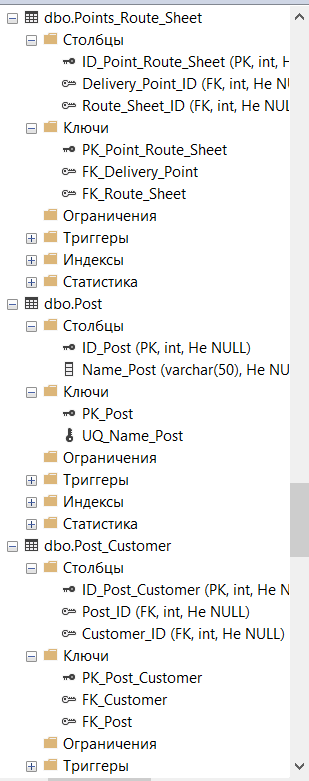 dbo.Points_Route_Sheet
Столбцы
ID_Point_Route_Sheet (PK, int, Не
Delivery_Point_ID (FK, int, Не NU
Route_Sheet_ID (FK, int, Не NUL
Ключи
PK_Point_Route_Sheet
FK_Delivery_Point
FK_Route_Sheet
Ограничения
Триггеры
Индексы
Статистика
dbo.Post
Столбцы
ID_Post (PK, int, Не NULL)
Name_Post (varchar(50), Не NU
Ключи
PK_Post
UQ_Name_Post
Ограничения
Триггеры
Индексы
Статистика
dbo.Post_Customer
Столбцы
ID_Post_Customer (PK, int, Не N
Post_ID (FK, int, Не NULL)
Customer_ID (FK, int, Не NULL)
Ключи
PK_Post_Customer
FK_Customer
FK_Post
Ограничения
Триггеры